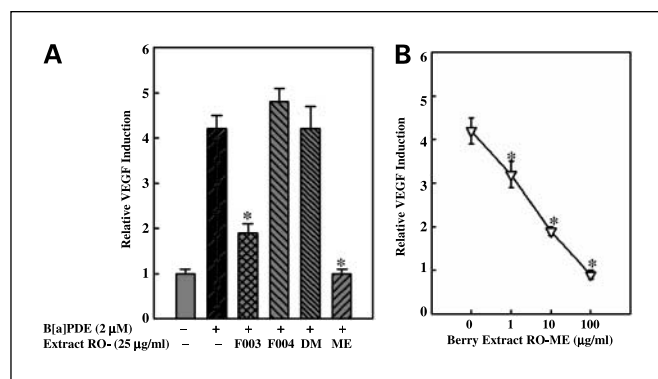 A
Relative VEGF Induction
6
5
4
3
2
1
0
*
*
B[a]PDE (2 µM) – + + + + +
Extract RO- (25 µg/ml) – – F003 F004 DM ME
B
Relative VEGF Induction
6
5
4
3
2
1
0
*
*
*
0 1 10 100
Berry Extract RO-ME (µg/ml)